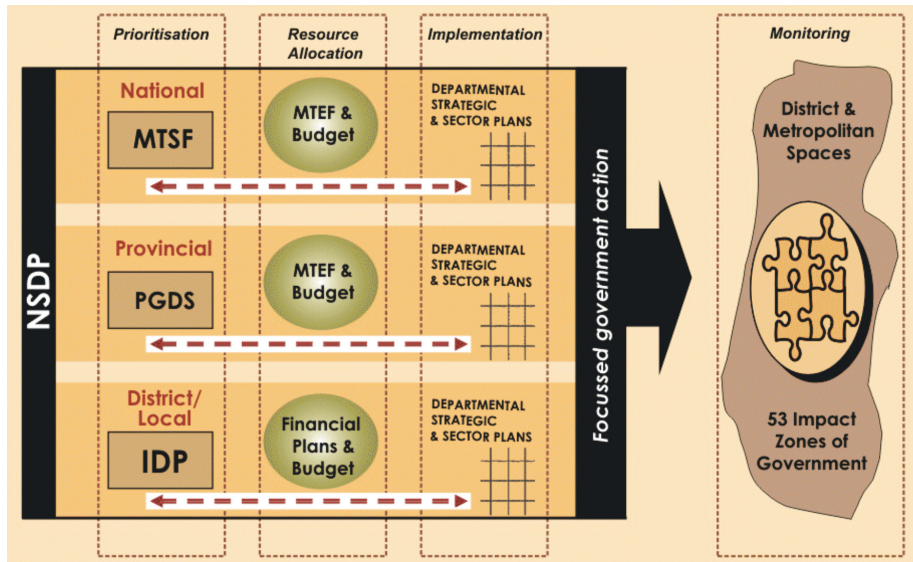 Prioritisation
Resource
Allocation
Implementation
Monitoring
NSDP
National
MTSF
MTEF &
Budget
DEPARTMENTAL
STRATEGIC
& SECTOR PLANS
Provincial
PGDS
MTEF &
Budget
DEPARTMENTAL
STRATEGIC
& SECTOR PLANS
District/
Local
IDP
Financial
Plans &
Budget
DEPARTMENTAL
STRATEGIC
& SECTOR PLANS
Focussed government action
District &
Metropolitan
Spaces
53 Impact
Zones of
Government